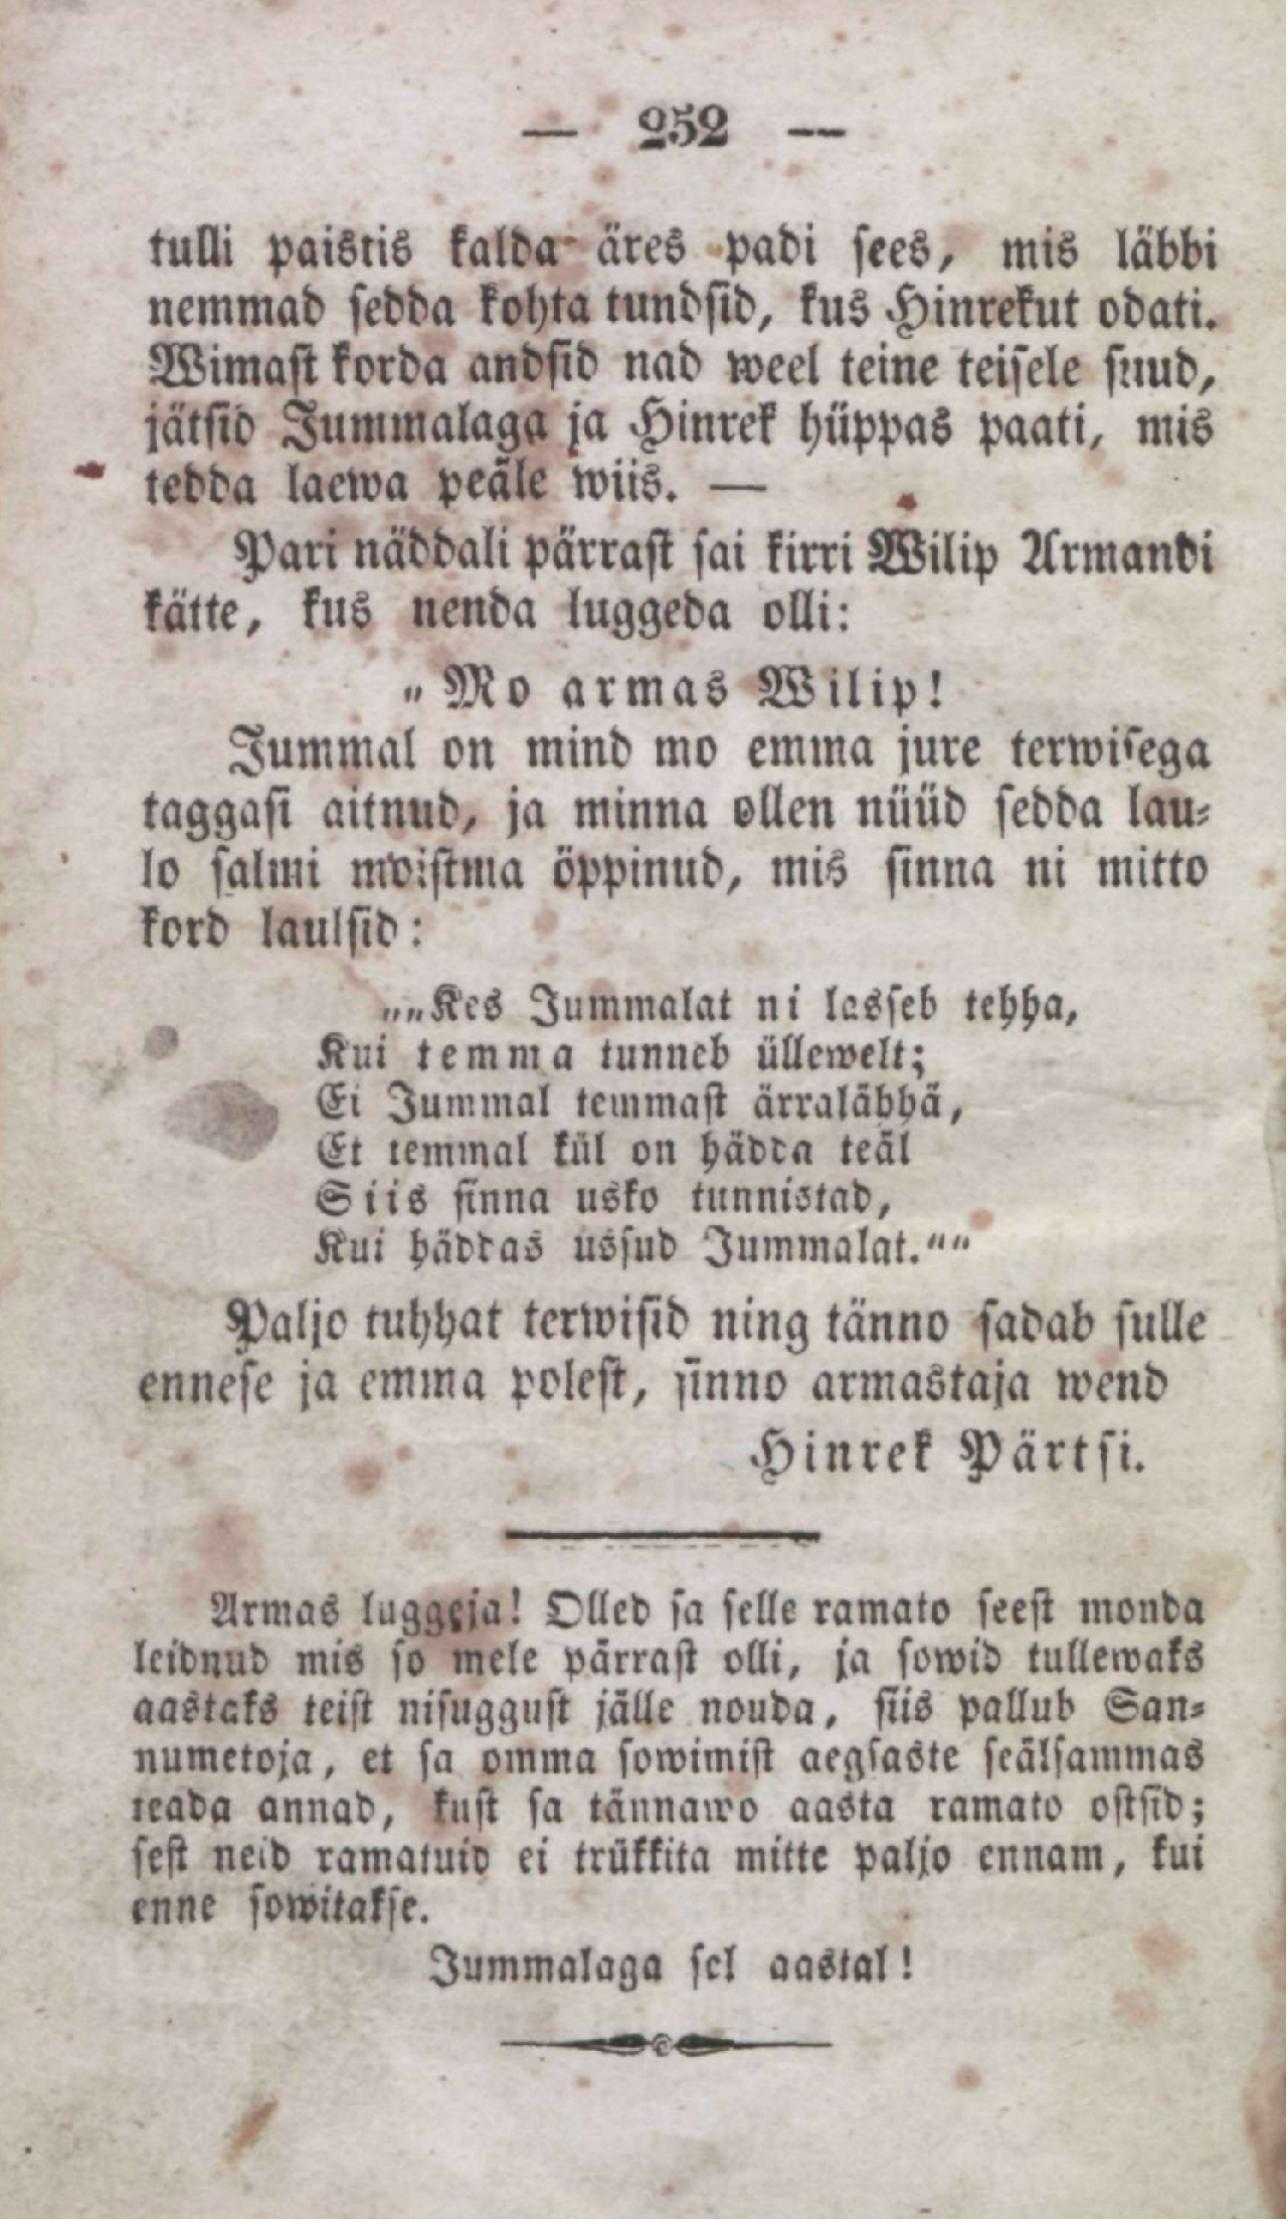 — 252 —
tulli paistis kalda äres padi sees, mis läbbi
nemmad sedda kohta tundsid, kus Hinrekut odati.
Wimast korda andsid nad weel teine teisele suud,
jätsid Jummalaga ja Hinrek hüppas paati, mis
tedda laewa peäle wiis. —
Pari näddali pärrast sai kirri Wilip Armandi
kätte, kus nenda luggeda olli:
„Mo armas Wilip!
Jummal on mind mo emma jure terwisega
taggasi aitnud, ja minna ollen nüüd sedda lau-
lo salmi moistma öppinud, mis sinna ni mitto
kord laulsid:
„„Kes Jummalat ni lasseb tehha,
Kui temma tunneb üllewelt;
Ei Jummal temmast ärralähhä,
Et temmal kül on hädda teäl
Siis sinna usko tunnistad,
Kui häddas ussud Jummalat.““
Paljo tuhhat terwisid ning tänno sadab sulle
ennese ja emma polest, sinno armastaja wend
Hinrek Pärtsi.
Armas luggeja! Olled sa selle ramato seest monda
leidnud mis so mele pärrast olli, ja sowid tullewaks
aastaks teist nisuggust jälle nouda, siis pallub San-
numetoja, et sa omma sowimist aegsaste seälsammas
teada annad, kust sa tännawo aasta ramato ostsid;
sest neid ramatuid ei trükkita mitte paljo ennam, kui
enne sowitakse.
Jummalaga sel aastal!